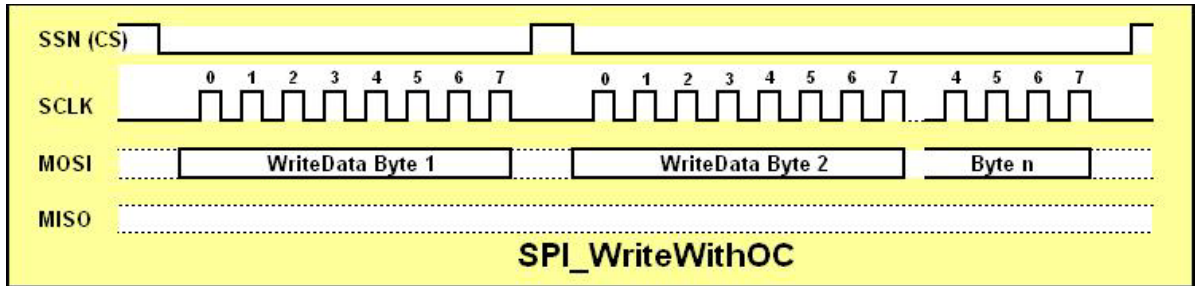 SSN (CS)
0 1 2 3 4 5 6 7 0 1 2 3 4 5 6 7 4 5 6 7
SCLK
MOSI WriteData Byte 1 WriteData Byte 2 Byte n
MISO
SPI_WriteWithOC